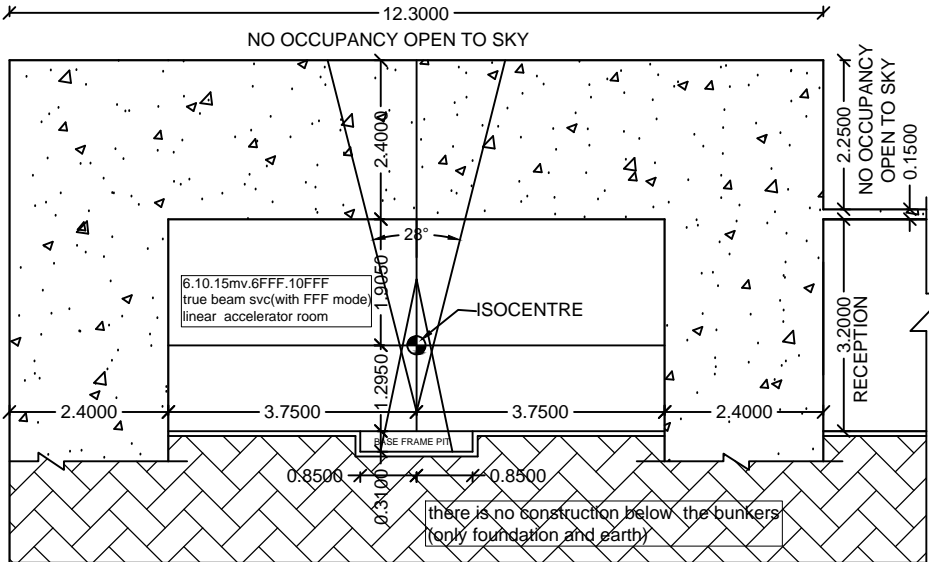 12.3000
NO OCCUPANCY OPEN TO SKY
2.4000
2.2500
NO OCCUPANCY
OPEN TO SKY
0.1500
28°
6.10.15mv.6FFF.10FFF
true beam svc(with FFF mode)
linear accelerator room
1.9050
ISOCENTRE
3.2000
RECEPTION
1.2950
2.4000
3.7500
3.7500
2.4000
BASE FRAME PIT
0.8500
0.8500
0.3100
there is no construction below the bunkers
(only foundation and earth)